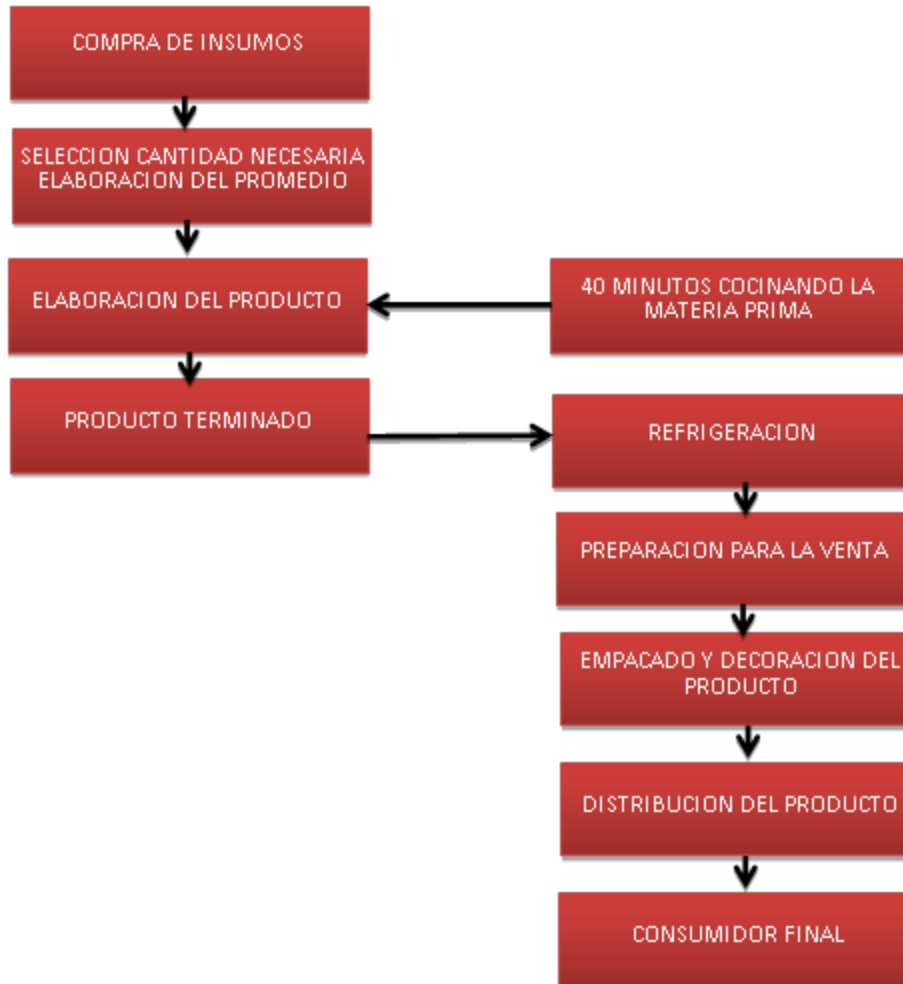 COMPRA DE INSUMOS
SELECCION CANTIDAD NECESARIA
ELABORACION DEL PROMEDIO
ELABORACION DEL PRODUCTO
40 MINUTOS COCINANDO LA
MATERIA PRIMA
PRODUCTO TERMINADO
REFRIGERACION
PREPARACION PARA LA VENTA
EMPACADO Y DECORACION DEL
PRODUCTO
DISTRIBUCION DEL PRODUCTO
CONSUMIDOR FINAL